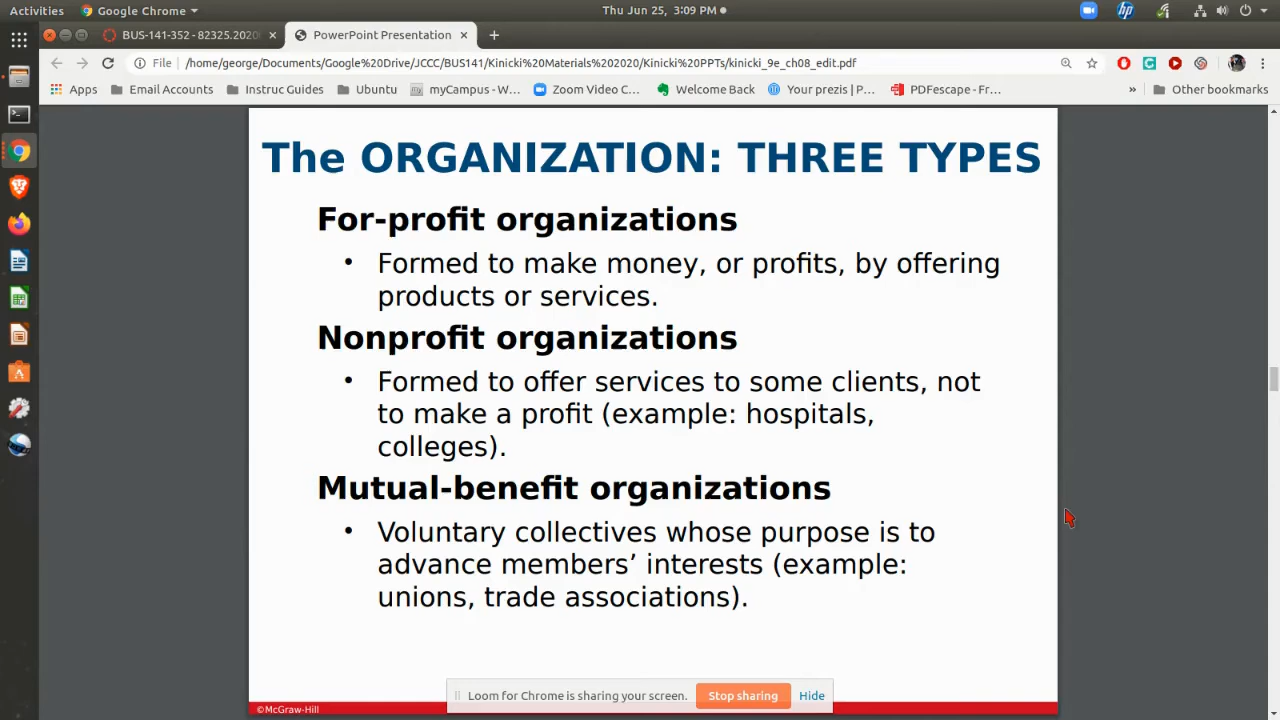 Activities
Google Chrome
Thu Jun 25, 3:09 PM
BUS-141-352 - 82325.2020
PowerPoint Presentation
File
/home/george/Documents/Google%20Drive/JCCC/BUS141/Kinicki%20Materials%202020/Kinicki%20PPTs/kinicki_9e_ch08_edit.pdf
Apps
Email Accounts
Instruc Guides
Ubuntu
myCampus - W...
Zoom Video C...
Welcome Back
Your prezis | P...
PDFescape - Fr...
»
Other bookmarks
The ORGANIZATION: THREE TYPES
For-profit organizations
• Formed to make money, or profits, by offering
products or services.
Nonprofit organizations
• Formed to offer services to some clients, not
to make a profit (example: hospitals,
colleges).
Mutual-benefit organizations
• Voluntary collectives whose purpose is to
advance members’ interests (example:
unions, trade associations).
Loom for Chrome is sharing your screen.
Stop sharing
Hide
©McGraw-Hill